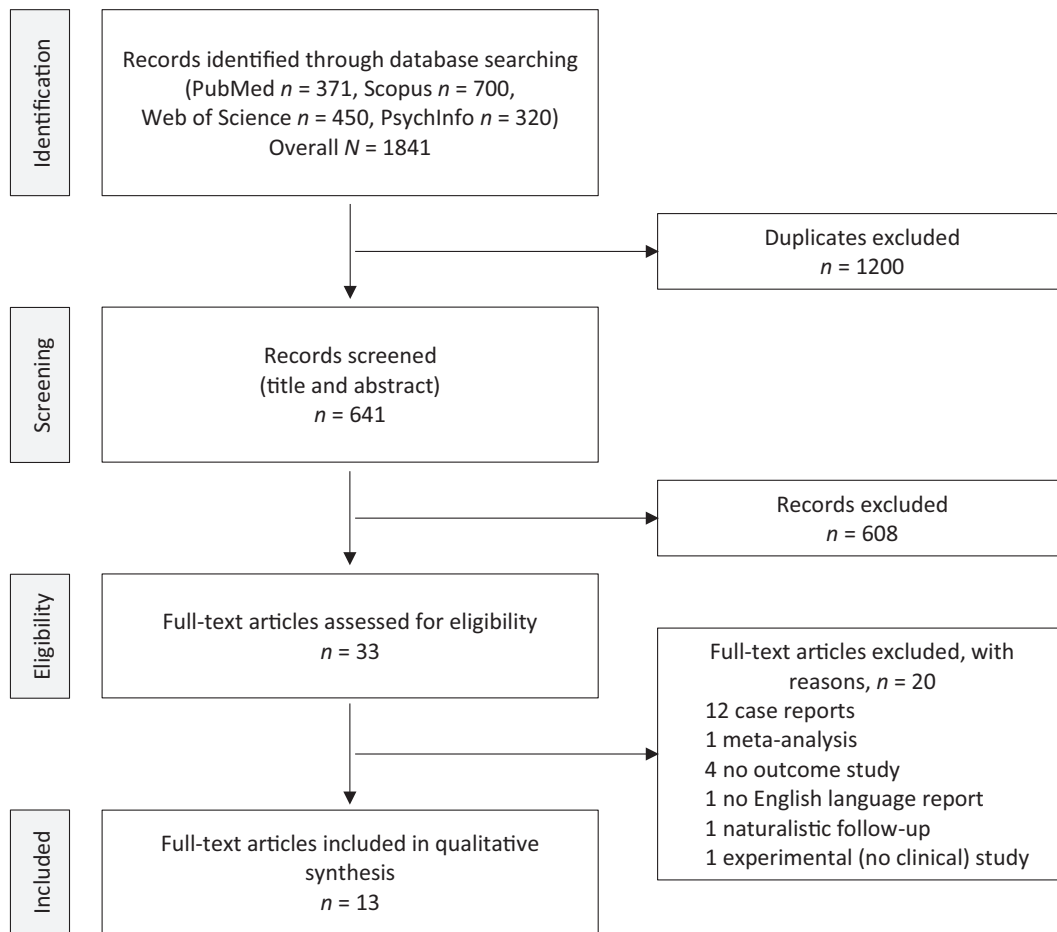 Identification
Records identified through database searching
(PubMed n = 371, Scopus n = 700,
Web of Science n = 450, PsychInfo n = 320)
Overall N = 1841
Duplicates excluded
n = 1200
Screening
Records screened
(title and abstract)
n = 641
Records excluded
n = 608
Eligibility
Full-text articles assessed for eligibility
n = 33
Full-text articles excluded, with
reasons, n = 20
12 case reports
1 meta-analysis
4 no outcome study
1 no English language report
1 naturalistic follow-up
1 experimental (no clinical) study
Included
Full-text articles included in qualitative
synthesis
n = 13